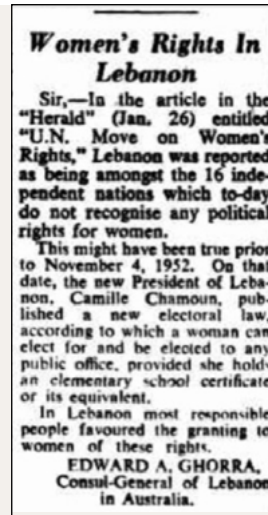 Women's Rights In
Lebanon
Sir,—In the article in the
"Herald" (Jan. 26) entitled
"U.N. Move on Women's
Rights," Lebanon was reported
as being amongst the 16 inde-
pendent nations which to-day
do not recognise any political
rights for women.
This might have been true prior
to November 4, 1952. On that
date, the new President of Leba-
non, Camille Chamoun, pub-
lished a new electoral law,
according to which a woman can
elect for and be elected to any
public office, provided she holds
an elementary school certificate
or its equivalent.
In Lebanon most responsible
people favoured the granting to
women of these rights.
EDWARD A. GHORRA,
Consul-General of Lebanon
in Australia.